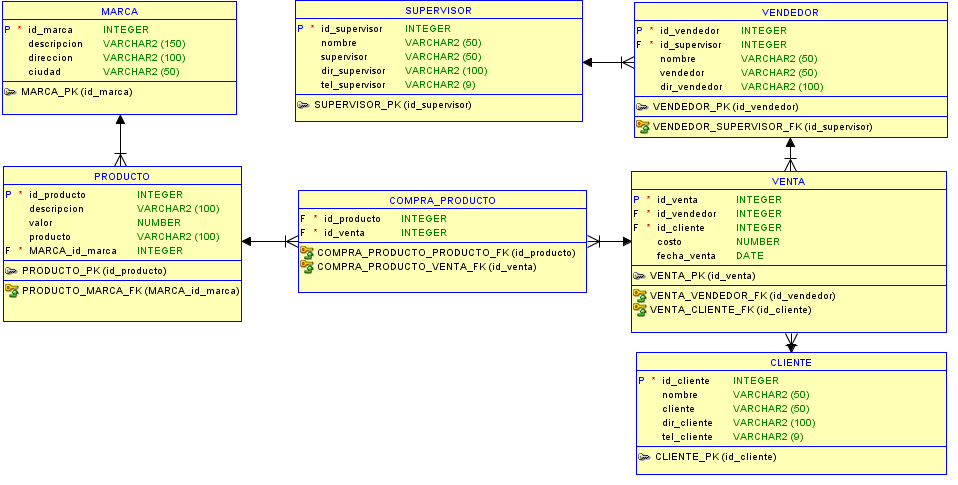 MARCA
P * id_marca INTEGER
descripcion VARCHAR2 (150)
direccion VARCHAR2 (100)
ciudad VARCHAR2 (50)
MARCA_PK (id_marca)
SUPERVISOR
P * id_supervisor INTEGER
nombre VARCHAR2 (50)
supervisor VARCHAR2 (50)
dir_supervisor VARCHAR2 (100)
tel_supervisor VARCHAR2 (9)
SUPERVISOR_PK (id_supervisor)
VENDEDOR
P * id_vendedor INTEGER
F * id_supervisor INTEGER
nombre VARCHAR2 (50)
vendedor VARCHAR2 (50)
dir_vendedor VARCHAR2 (100)
VENDEDOR_PK (id_vendedor)
VENDEDOR_SUPERVISOR_FK (id_supervisor)
PRODUCTO
P * id_producto INTEGER
descripcion VARCHAR2 (100)
valor NUMBER
producto VARCHAR2 (100)
F * MARCA_id_marca INTEGER
PRODUCTO_PK (id_producto)
PRODUCTO_MARCA_FK (MARCA_id_marca)
COMPRA_PRODUCTO
F * id_producto INTEGER
F * id_venta INTEGER
COMPRA_PRODUCTO_PRODUCTO_FK (id_producto)
COMPRA_PRODUCTO_VENTA_FK (id_venta)
VENTA
P * id_venta INTEGER
F * id_vendedor INTEGER
F * id_cliente INTEGER
costo NUMBER
fecha_venta DATE
VENTA_PK (id_venta)
VENTA_VENDEDOR_FK (id_vendedor)
VENTA_CLIENTE_FK (id_cliente)
CLIENTE
P * id_cliente INTEGER
nombre VARCHAR2 (50)
cliente VARCHAR2 (50)
dir_cliente VARCHAR2 (100)
tel_cliente VARCHAR2 (9)
CLIENTE_PK (id_cliente)